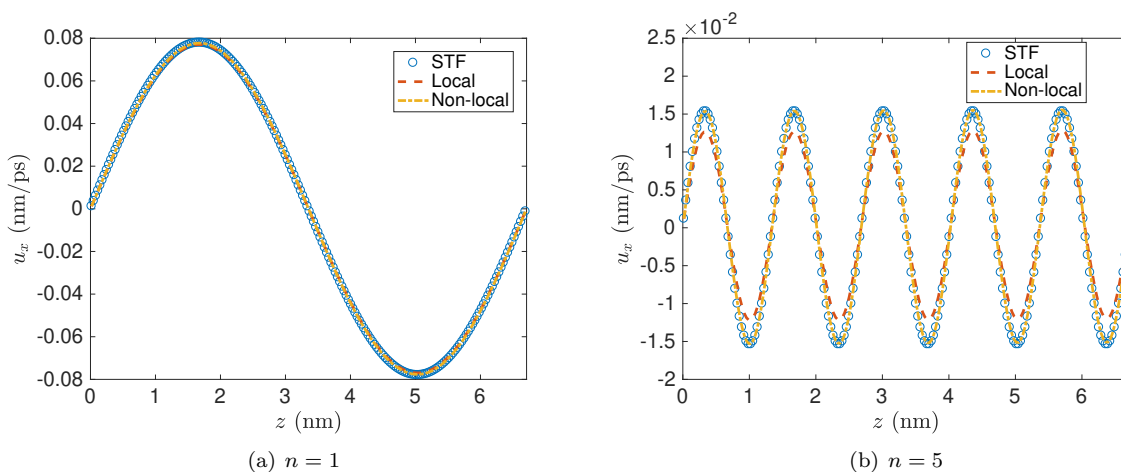 0.08
0.06
0.04
0.02
0
-0.02
-0.04
-0.06
-0.08
u_x (nm/ps)
0 1 2 3 4 5 6
z (nm)
STF
Local
Non-local
(a) n = 1
×10^-2
2.5
2
1.5
1
0.5
0
-0.5
-1
-1.5
-2
u_x (nm/ps)
0 1 2 3 4 5 6
z (nm)
STF
Local
Non-local
(b) n = 5